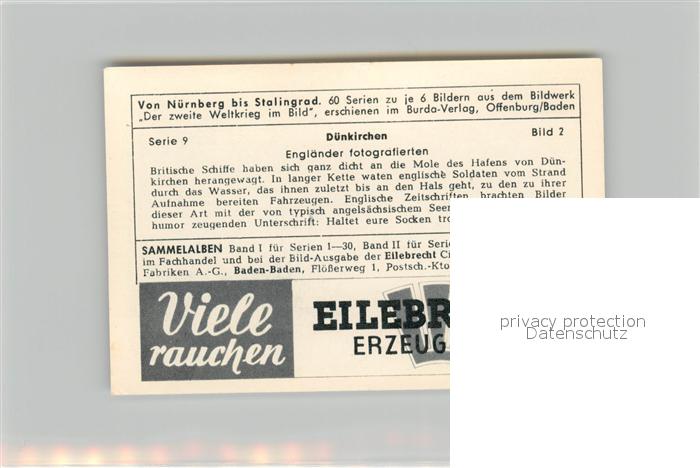 Von Nürnberg bis Stalingrad. 60 Serien zu je 6 Bildern aus dem Bildwerk
„Der zweite Weltkrieg im Bild", erschienen im Burda-Verlag, Offenburg/Baden
Serie 9 Dünkirchen Bild 2
Engländer fotografierten
Britische Schiffe haben sich ganz dicht an die Mole des Hafens von Dün-
kirchen herangewagt. In langer Kette waten englische Soldaten vom Strand
durch das Wasser, das ihnen zuletzt bis an den Hals geht, zu den zu ihrer
Aufnahme bereiten Fahrzeugen. Englische Zeitschriften brachten Bilder
dieser Art mit der von typisch angelsächsischem
humor zeugenden Unterschrift: Haltet eure Socken
SAMMELALBEN Band I für Serien 1—30, Band II für
im Fachhandel und bei der Bild-Ausgabe der Eilebrecht
Fabriken A.-G., Baden-Baden, Flößerweg 1,
Viele
rauchen
privacy protection
Datenschutz